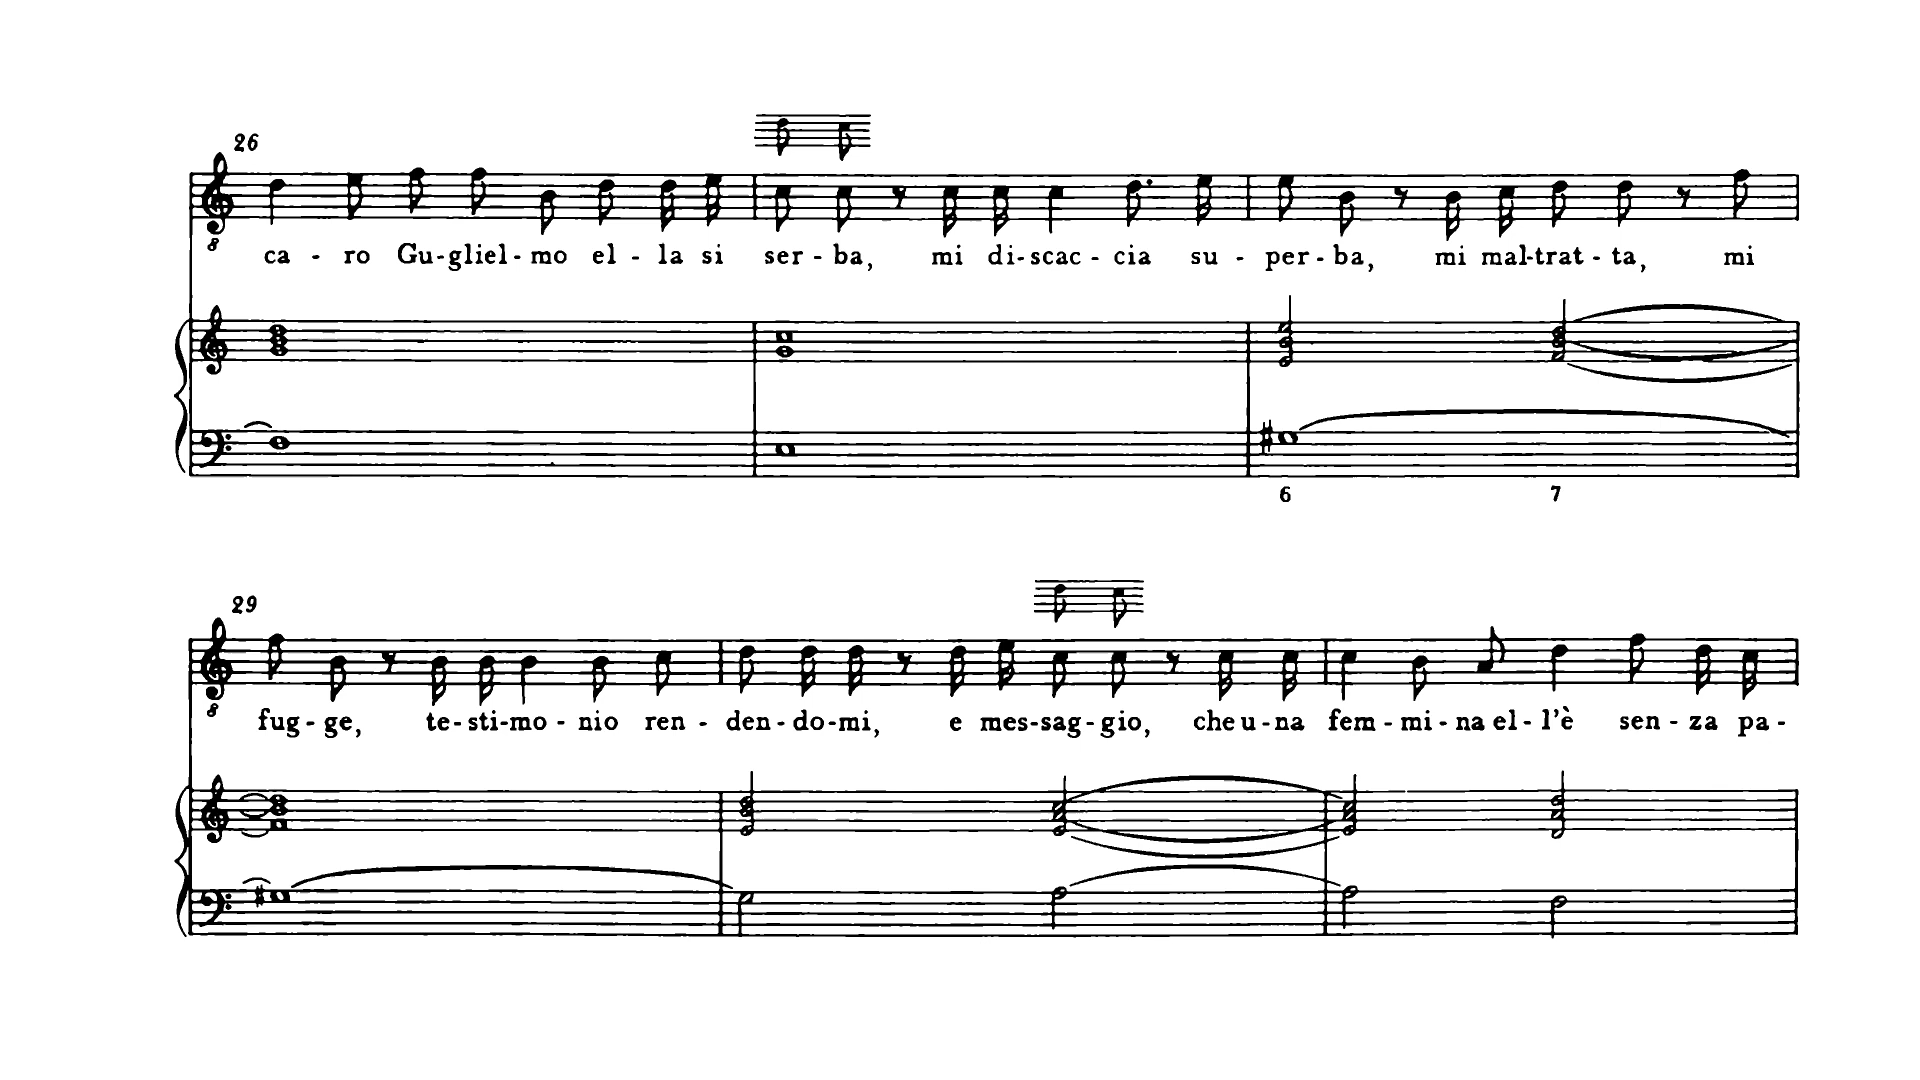 26
8
ca - ro Gu-gliel-mo el - la si ser - ba, mi di-scac - cia su - per-ba, mi mal-trat - ta, mi
6 7
29
8
fug - ge, te-sti-mo - nio ren - den-do-mi, e mes-sag-gio, che u-na fem-mi-na el-l'è sen-za pa-